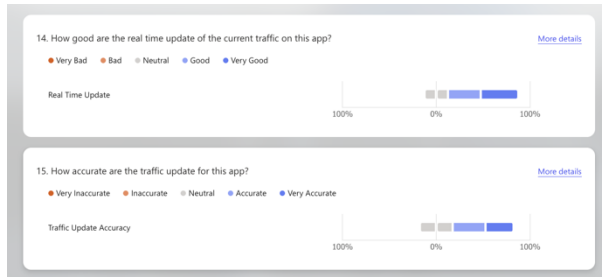 14. How good are the real time update of the current traffic on this app?
More details
Very Bad Bad Neutral Good Very Good
Real Time Update
100% 0% 100%
15. How accurate are the traffic update for this app?
More details
Very Inaccurate Inaccurate Neutral Accurate Very Accurate
Traffic Update Accuracy
100% 0% 100%